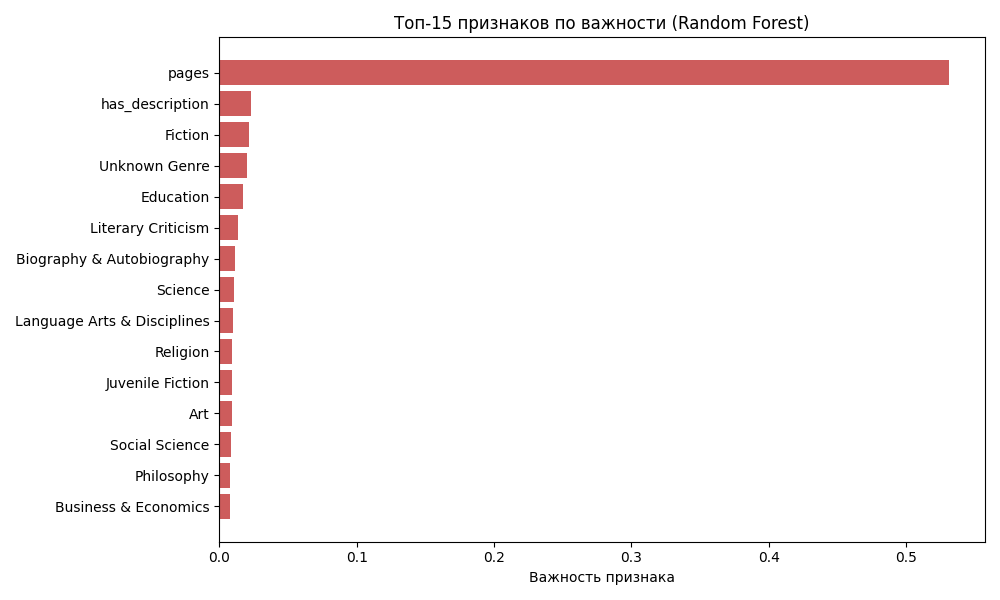 Топ-15 признаков по важности (Random Forest)
pages
has_description
Fiction
Unknown Genre
Education
Literary Criticism
Biography & Autobiography
Science
Language Arts & Disciplines
Religion
Juvenile Fiction
Art
Social Science
Philosophy
Business & Economics
0.0 0.1 0.2 0.3 0.4 0.5
Важность признака